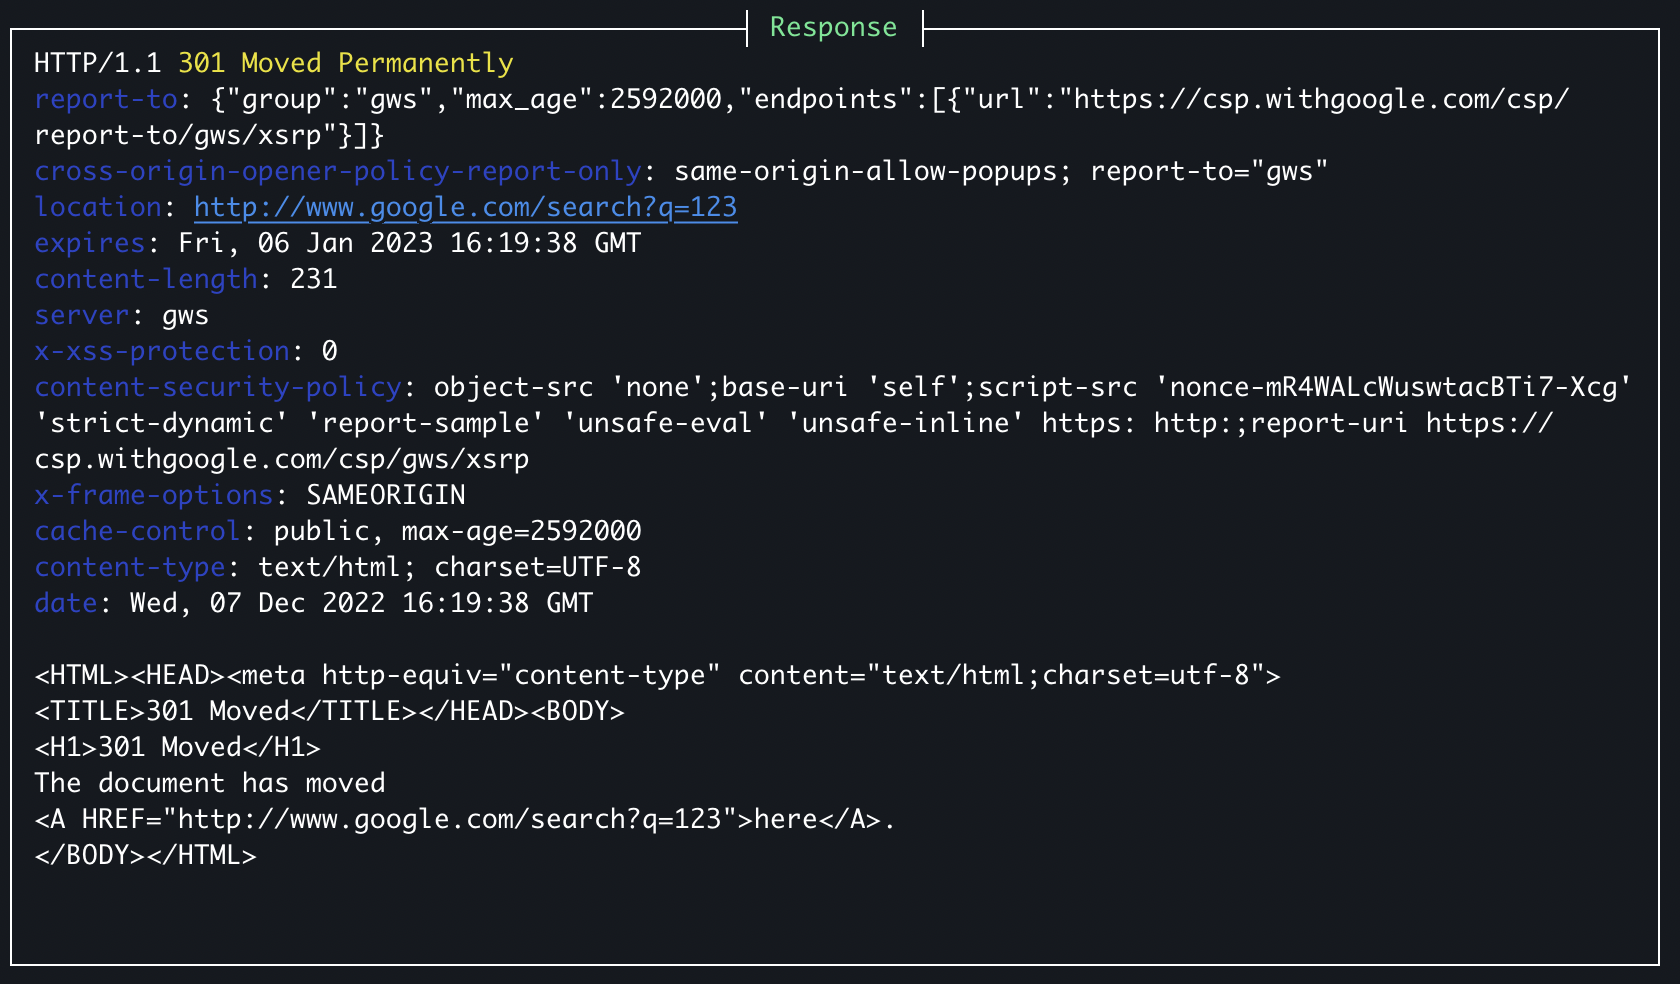 Response
HTTP/1.1 301 Moved Permanently
report-to: {"group":"gws","max_age":2592000,"endpoints":[{"url":"https://csp.withgoogle.com/csp/
report-to/gws/xsrp"}]}
cross-origin-opener-policy-report-only: same-origin-allow-popups; report-to="gws"
location: http://www.google.com/search?q=123
expires: Fri, 06 Jan 2023 16:19:38 GMT
content-length: 231
server: gws
x-xss-protection: 0
content-security-policy: object-src 'none';base-uri 'self';script-src 'nonce-mR4WALcWuswtacBTi7-Xcg'
'strict-dynamic' 'report-sample' 'unsafe-eval' 'unsafe-inline' https: http:;report-uri https://
csp.withgoogle.com/csp/gws/xsrp
x-frame-options: SAMEORIGIN
cache-control: public, max-age=2592000
content-type: text/html; charset=UTF-8
date: Wed, 07 Dec 2022 16:19:38 GMT

<HTML><HEAD><meta http-equiv="content-type" content="text/html;charset=utf-8">
<TITLE>301 Moved</TITLE></HEAD><BODY>
<H1>301 Moved</H1>
The document has moved
<A HREF="http://www.google.com/search?q=123">here</A>.
</BODY></HTML>